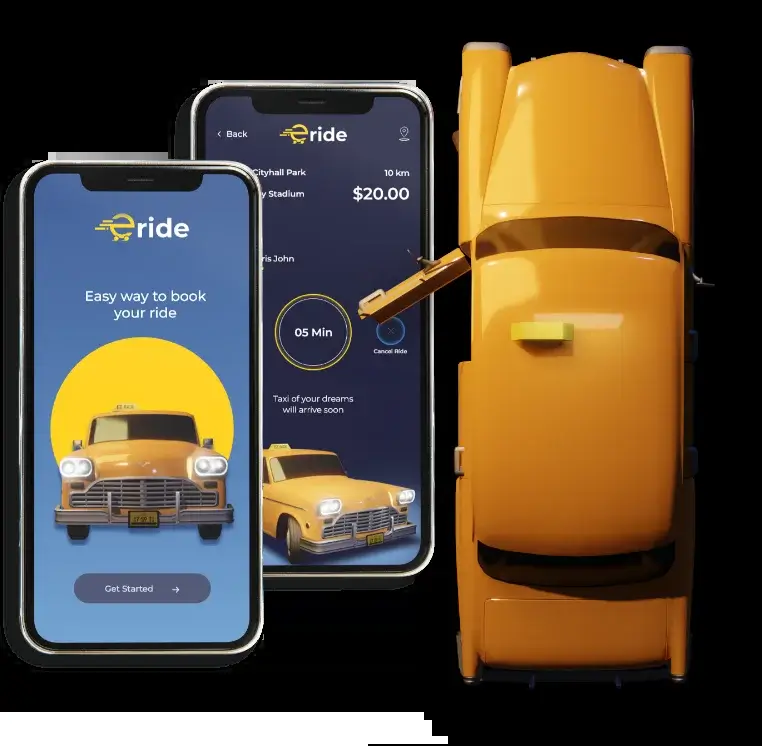 eride
Easy way to book
your ride
Get Started
Back
eride
Cityhall Park
10 km
Stadium
$20.00
John
05 Min
Cancel Ride
Taxi of your dreams
will arrive soon